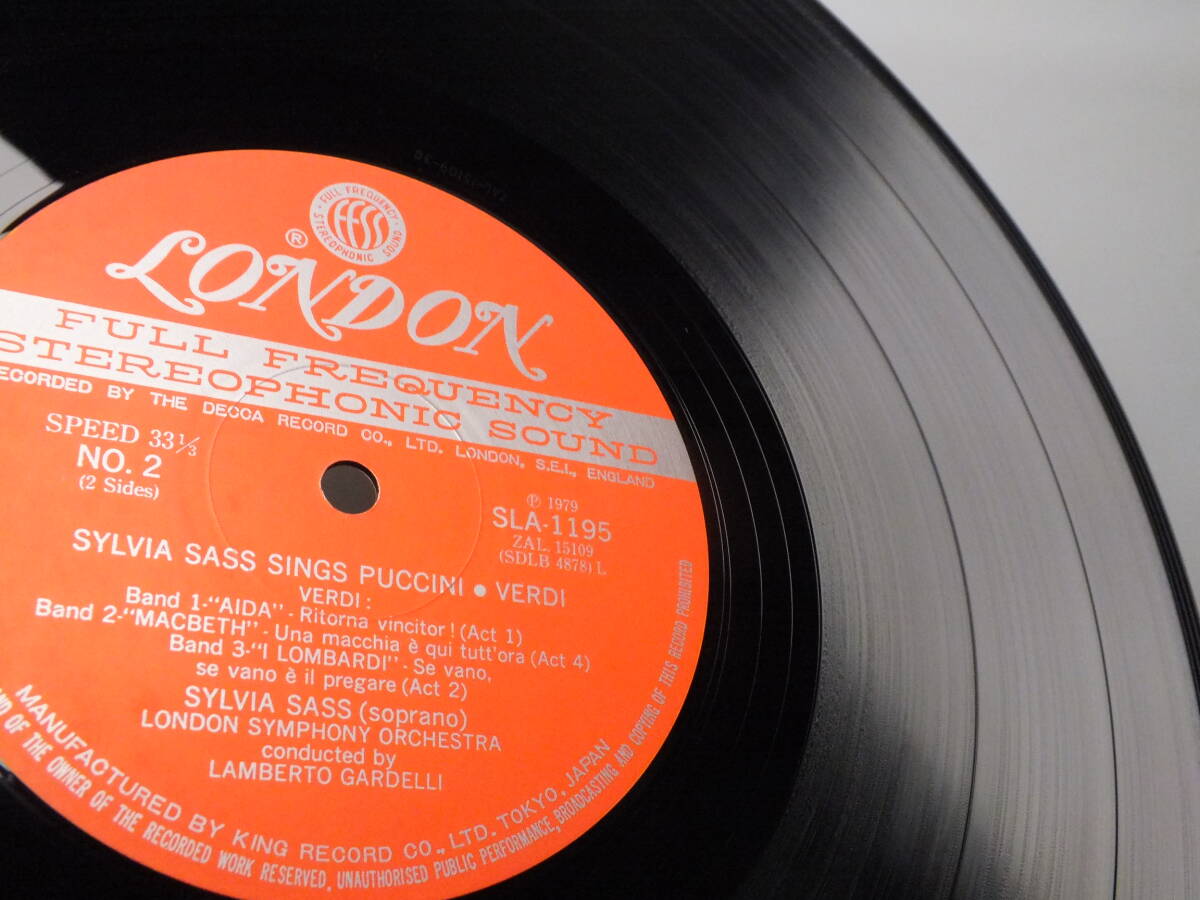 FULL FREQUENCY
FFSS
STEREOPHONIC SOUND
®
LONDON
FULL FREQUENCY
STEREOPHONIC SOUND
RECORDED BY THE DECCA RECORD CO., LTD. LONDON, S.E.I., ENGLAND
SPEED 33 1/3
NO. 2
(2 Sides)
℗ 1979
SLA-1195
ZAL. 15109
(SDLB 4878) L
SYLVIA SASS SINGS PUCCINI • VERDI
VERDI:
Band 1-"AIDA" - Ritorna vincitor! (Act 1)
Band 2-"MACBETH" - Una macchia è qui tutt'ora (Act 4)
Band 3-"I LOMBARDI" - Se vano,
se vano è il pregare (Act 2)
SYLVIA SASS (soprano)
LONDON SYMPHONY ORCHESTRA
conducted by
LAMBERTO GARDELLI
MANUFACTURED BY KING RECORD CO., LTD. TOKYO, JAPAN
AND OF THE OWNER OF THE RECORDED WORK RESERVED, UNAUTHORISED PUBLIC PERFORMANCE, BROADCASTING AND COPYING OF THIS RECORD PROHIBITED